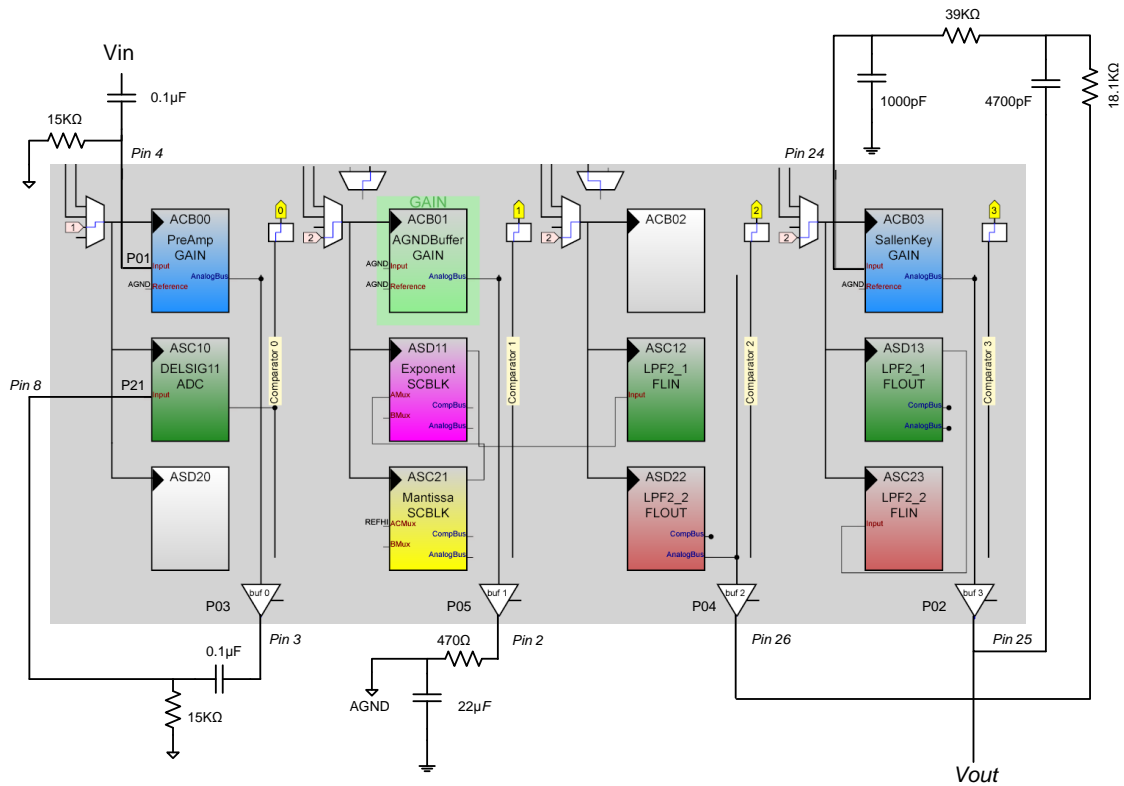 39KΩ
Vin
0.1µF
1000pF
4700pF
18.1KΩ
15KΩ
Pin 4
Pin 24
GAIN
0
1
2
3
1
2
2
2
ACB00
PreAmp
GAIN
P01
Input
AnalogBus
AGND
Reference
ACB01
AGNDBuffer
GAIN
AGND
Input
AnalogBus
AGND
Reference
ACB02
ACB03
SallenKey
GAIN
Input
AnalogBus
AGND
Reference
Comparator 0
Comparator 1
Comparator 2
Comparator 3
Pin 8
P21
ASC10
DELSIG11
ADC
Input
ASD11
Exponent
SCBLK
AMux
CompBus
BMux
AnalogBus
ASC12
LPF2_1
FLIN
Input
ASD13
LPF2_1
FLOUT
CompBus
AnalogBus
ASD20
ASC21
Mantissa
SCBLK
REFHI
ACMux
CompBus
BMux
AnalogBus
ASD22
LPF2_2
FLOUT
CompBus
AnalogBus
ASC23
LPF2_2
FLIN
Input
buf 0
buf 1
buf 2
buf 3
P03
P05
P04
P02
Pin 3
Pin 2
Pin 26
Pin 25
0.1µF
470Ω
15KΩ
AGND
22µF
Vout